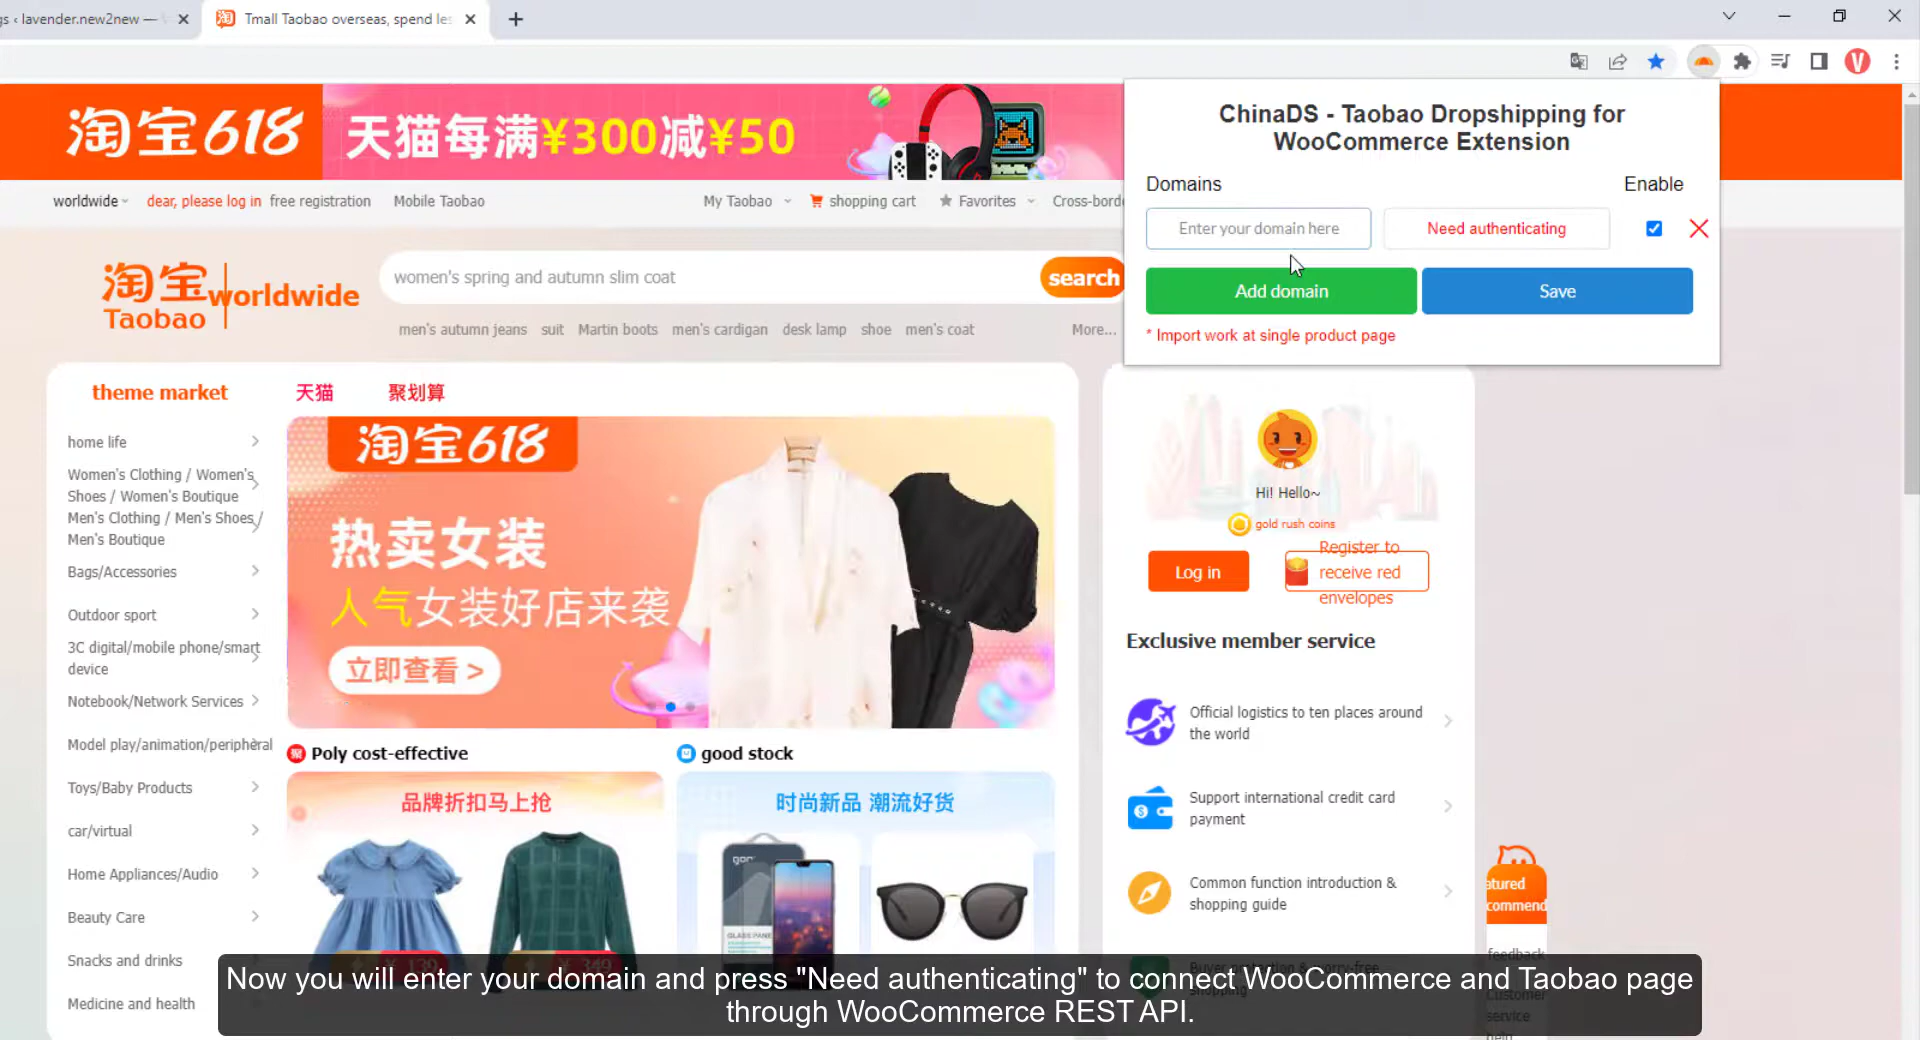 gs ‹ lavender.new2new —
Tmall Taobao overseas, spend les
淘宝618
天猫每满¥300减¥50
ChinaDS - Taobao Dropshipping for
WooCommerce Extension
Domains
Enable
Enter your domain here
Need authenticating
Add domain
Save
* Import work at single product page
worldwide
dear, please log in
free registration
Mobile Taobao
My Taobao
shopping cart
Favorites
Cross-borde
淘宝
Taobao
worldwide
women's spring and autumn slim coat
search
men's autumn jeans
suit
Martin boots
men's cardigan
desk lamp
shoe
men's coat
More...
theme market
天猫
聚划算
home life
Women's Clothing / Women's
Shoes / Women's Boutique
Men's Clothing / Men's Shoes /
Men's Boutique
Bags/Accessories
Outdoor sport
3C digital/mobile phone/smart
device
Notebook/Network Services
Model play/animation/peripheral
Toys/Baby Products
car/virtual
Home Appliances/Audio
Beauty Care
Snacks and drinks
Medicine and health
淘宝618
热卖女装
人气女装好店来袭
立即查看 >
聚
Poly cost-effective
品牌折扣马上抢
good stock
时尚新品 潮流好货
GLASS PANE
¥ 139
¥ 349
Hi! Hello~
gold rush coins
Log in
Register to
receive red
envelopes
Exclusive member service
Official logistics to ten places around
the world
Support international credit card
payment
Common function introduction &
shopping guide
Buyer protection & worry-free
shopping
atured
commend
feedback
Customer
service
help
V
Now you will enter your domain and press "Need authenticating" to connect WooCommerce and Taobao page
through WooCommerce REST API.